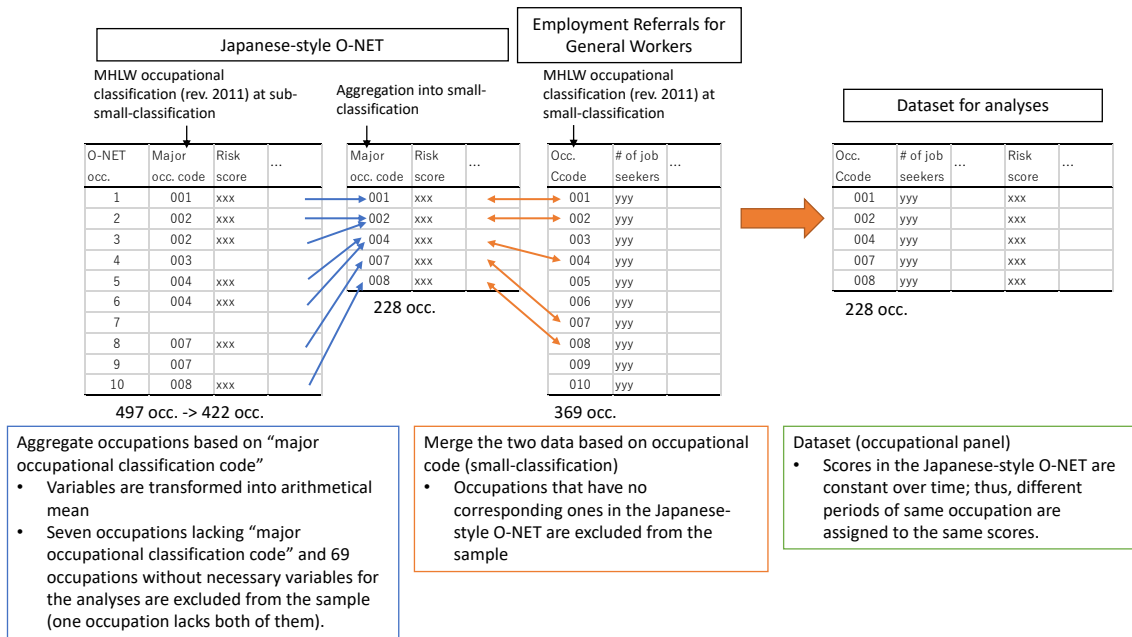 Japanese-style O-NET
Employment Referrals for
General Workers
Dataset for analyses
MHLW occupational
classification (rev. 2011) at sub-
small-classification
Aggregation into small-
classification
MHLW occupational
classification (rev. 2011) at
small-classification
O-NET Major Risk ...
occ. occ. code score
1 001 xxx
2 002 xxx
3 002 xxx
4 003
5 004 xxx
6 004 xxx
7
8 007 xxx
9 007
10 008 xxx
497 occ. -> 422 occ.
Major Risk ...
occ. code score
001 xxx
002 xxx
004 xxx
007 xxx
008 xxx
228 occ.
Occ. # of job ...
Ccode seekers
001 yyy
002 yyy
003 yyy
004 yyy
005 yyy
006 yyy
007 yyy
008 yyy
009 yyy
010 yyy
369 occ.
Occ. # of job ... Risk ...
Ccode seekers score
001 yyy xxx
002 yyy xxx
004 yyy xxx
007 yyy xxx
008 yyy xxx
228 occ.
Aggregate occupations based on “major
occupational classification code”
• Variables are transformed into arithmetical
mean
• Seven occupations lacking “major
occupational classification code” and 69
occupations without necessary variables for
the analyses are excluded from the sample
(one occupation lacks both of them).
Merge the two data based on occupational
code (small-classification)
• Occupations that have no
corresponding ones in the Japanese-
style O-NET are excluded from the
sample
Dataset (occupational panel)
• Scores in the Japanese-style O-NET are
constant over time; thus, different
periods of same occupation are
assigned to the same scores.